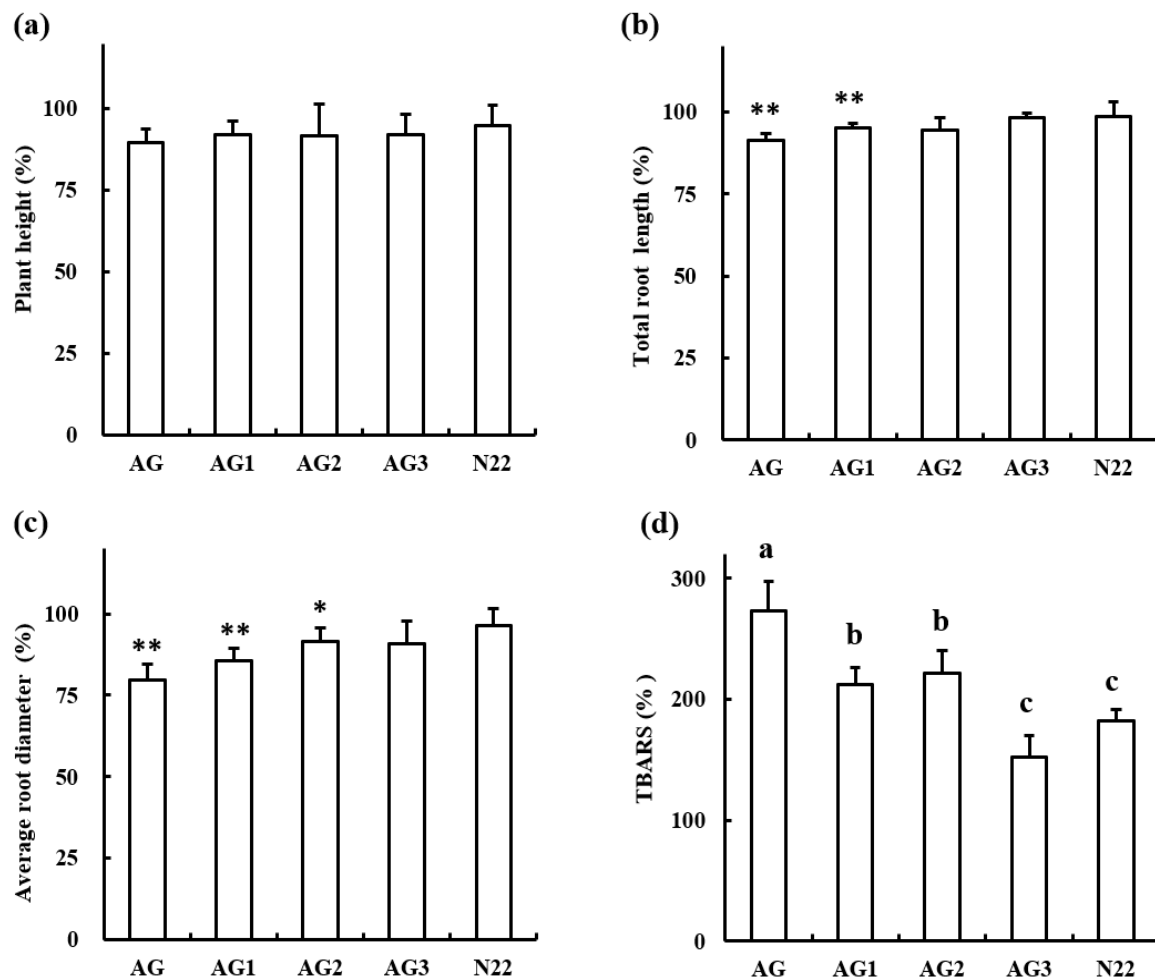 (a)
Plant height (%)
100
75
50
25
0
AG AG1 AG2 AG3 N22
(b)
Total root length (%)
100
75
50
25
0
** **
AG AG1 AG2 AG3 N22
(c)
Average root diameter (%)
100
75
50
25
0
** ** *
AG AG1 AG2 AG3 N22
(d)
TBARS (% )
300
200
100
0
a b b c c
AG AG1 AG2 AG3 N22